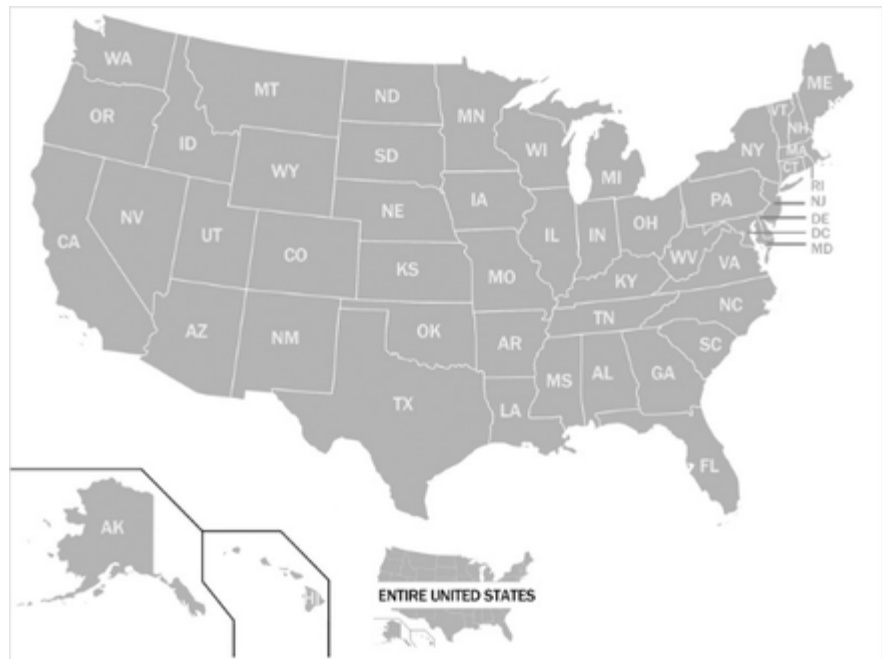 WA
MT
ND
MN
ME
OR
ID
SD
WI
MI
VT
NH
NY
MA
CT
RI
WY
IA
PA
NJ
NE
DE
NV
UT
CO
IL
IN
OH
DC
MD
CA
KS
MO
WV
VA
KY
AZ
NM
OK
AR
TN
NC
SC
TX
LA
MS
AL
GA
FL
AK
HI
ENTIRE UNITED STATES